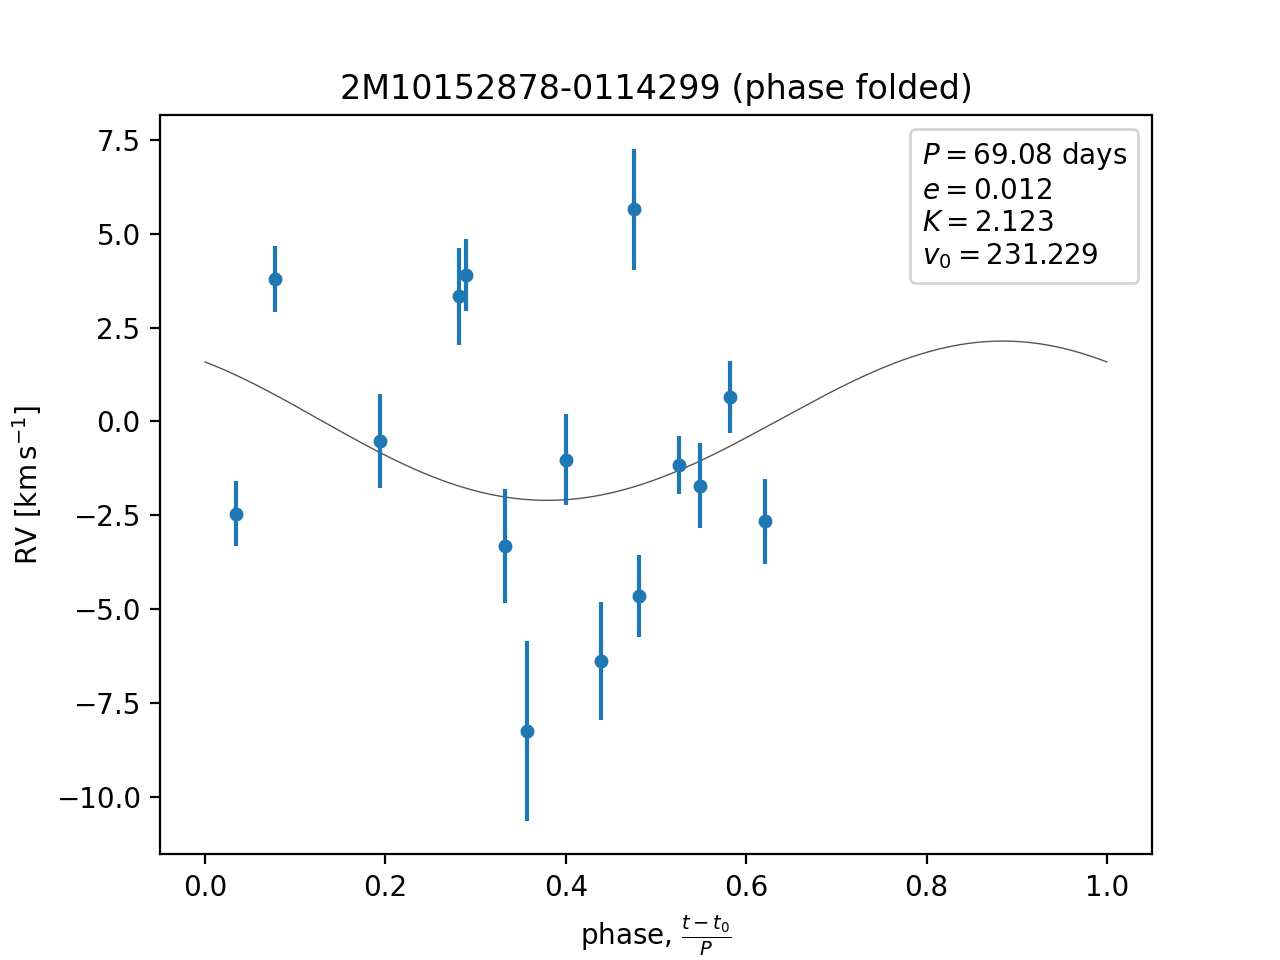 2M10152878-0114299 (phase folded)
P = 69.08 days
e = 0.012
K = 2.123
v₀ = 231.229
RV [km s⁻¹]
7.5
5.0
2.5
0.0
−2.5
−5.0
−7.5
−10.0
0.0 0.2 0.4 0.6 0.8 1.0
phase, (t − t₀)/P